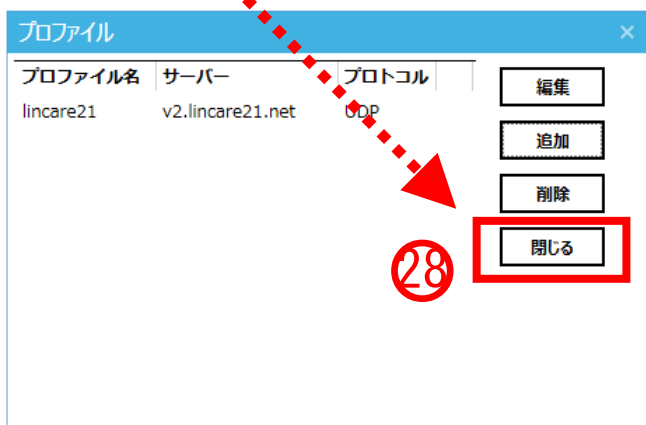 プロファイル
プロファイル名 サーバー プロトコル
lincare21 v2.lincare21.net UDP
編集
追加
削除
閉じる
㉘